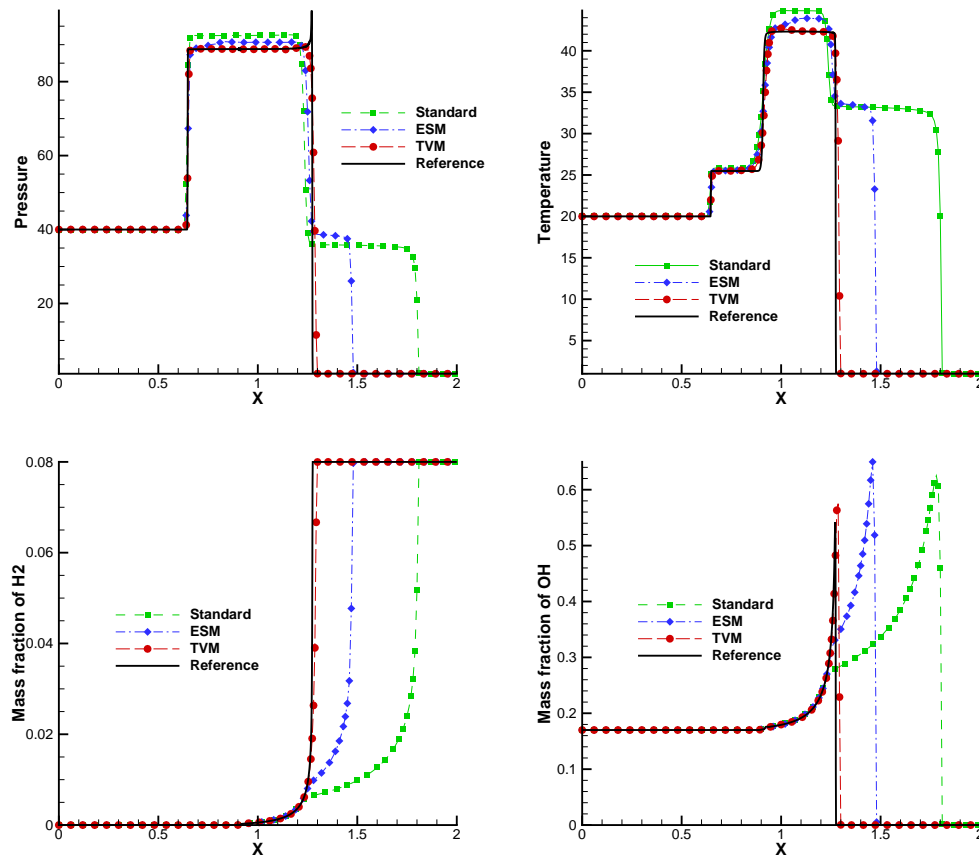 Pressure
80
60
40
20
0
0.5
1
1.5
2
X
Standard
ESM
TVM
Reference
Temperature
40
35
30
25
20
15
10
5
0
0.5
1
1.5
2
X
Standard
ESM
TVM
Reference
Mass fraction of H2
0.08
0.06
0.04
0.02
0
0
0.5
1
1.5
2
X
Standard
ESM
TVM
Reference
Mass fraction of OH
0.6
0.5
0.4
0.3
0.2
0.1
0
0
0.5
1
1.5
2
X
Standard
ESM
TVM
Reference